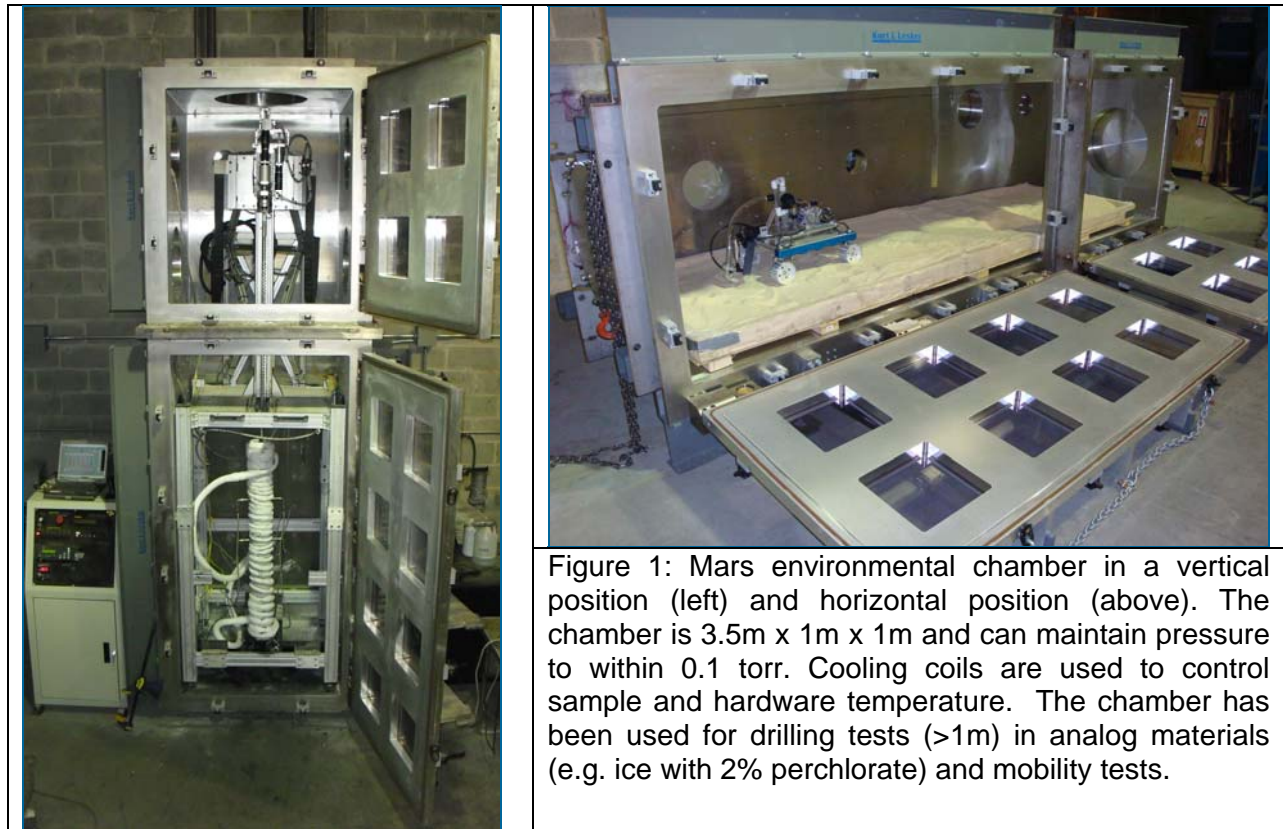 Kurt J. Lesker
Figure 1: Mars environmental chamber in a vertical
position (left) and horizontal position (above). The
chamber is 3.5m x 1m x 1m and can maintain pressure
to within 0.1 torr. Cooling coils are used to control
sample and hardware temperature. The chamber has
been used for drilling tests (>1m) in analog materials
(e.g. ice with 2% perchlorate) and mobility tests.